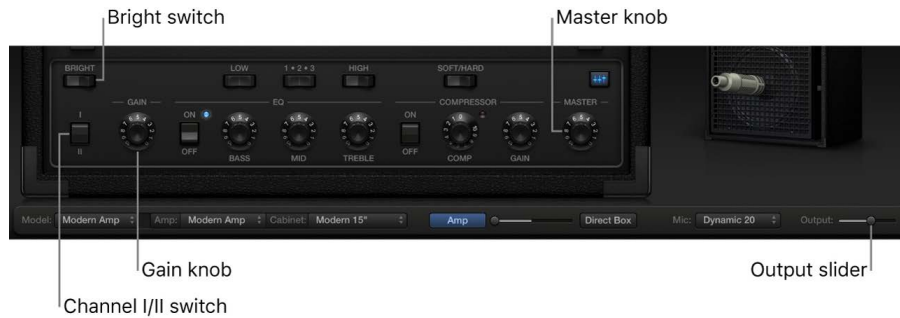 Bright switch Master knob
BRIGHT LOW 1 • 2 • 3 HIGH SOFT/HARD
I GAIN EQ COMPRESSOR MASTER
ON ON
II OFF BASS MID TREBLE OFF COMP GAIN
Model: Modern Amp Amp: Modern Amp Cabinet: Modern 15" Amp Direct Box Mic: Dynamic 20 Output:
Gain knob Output slider
Channel I/II switch